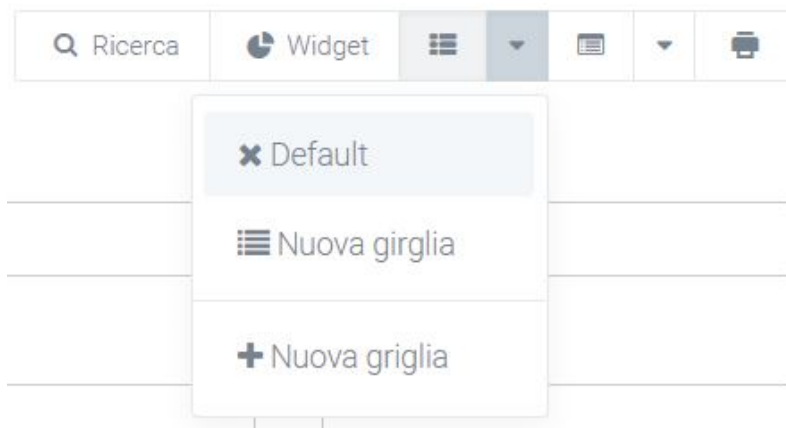 Ricerca
Widget
Default
Nuova girglia
Nuova griglia